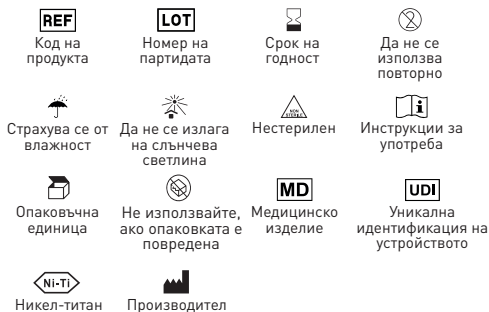 REF
LOT
2
Код на
продукта
Номер на
партидата
Срок на
годност
Да не се
използва
повторно
NON
STERILE
i
Страхува се от
влажност
Да не се излага
на слънчева
светлина
Нестерилен
Инструкции за
употреба
MD
UDI
Опаковъчна
единица
Не използвайте,
ако опаковката е
повредена
Медицинско
изделие
Уникална
идентификация на
устройството
Ni-Ti
Никел-титан
Производител